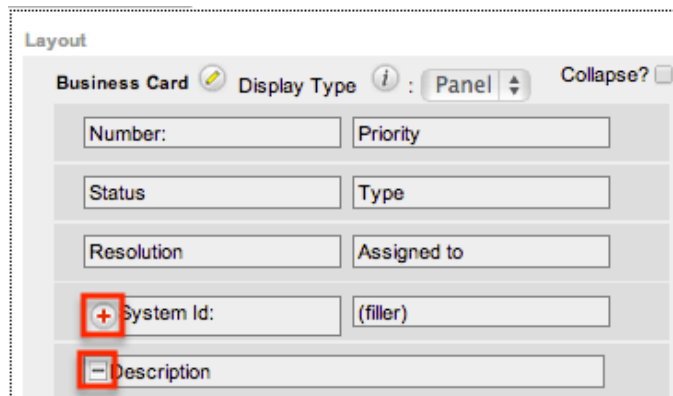 Layout
Business Card Display Type i : Panel Collapse?
Number: Priority
Status Type
Resolution Assigned to
+ System Id: (filler)
− Description